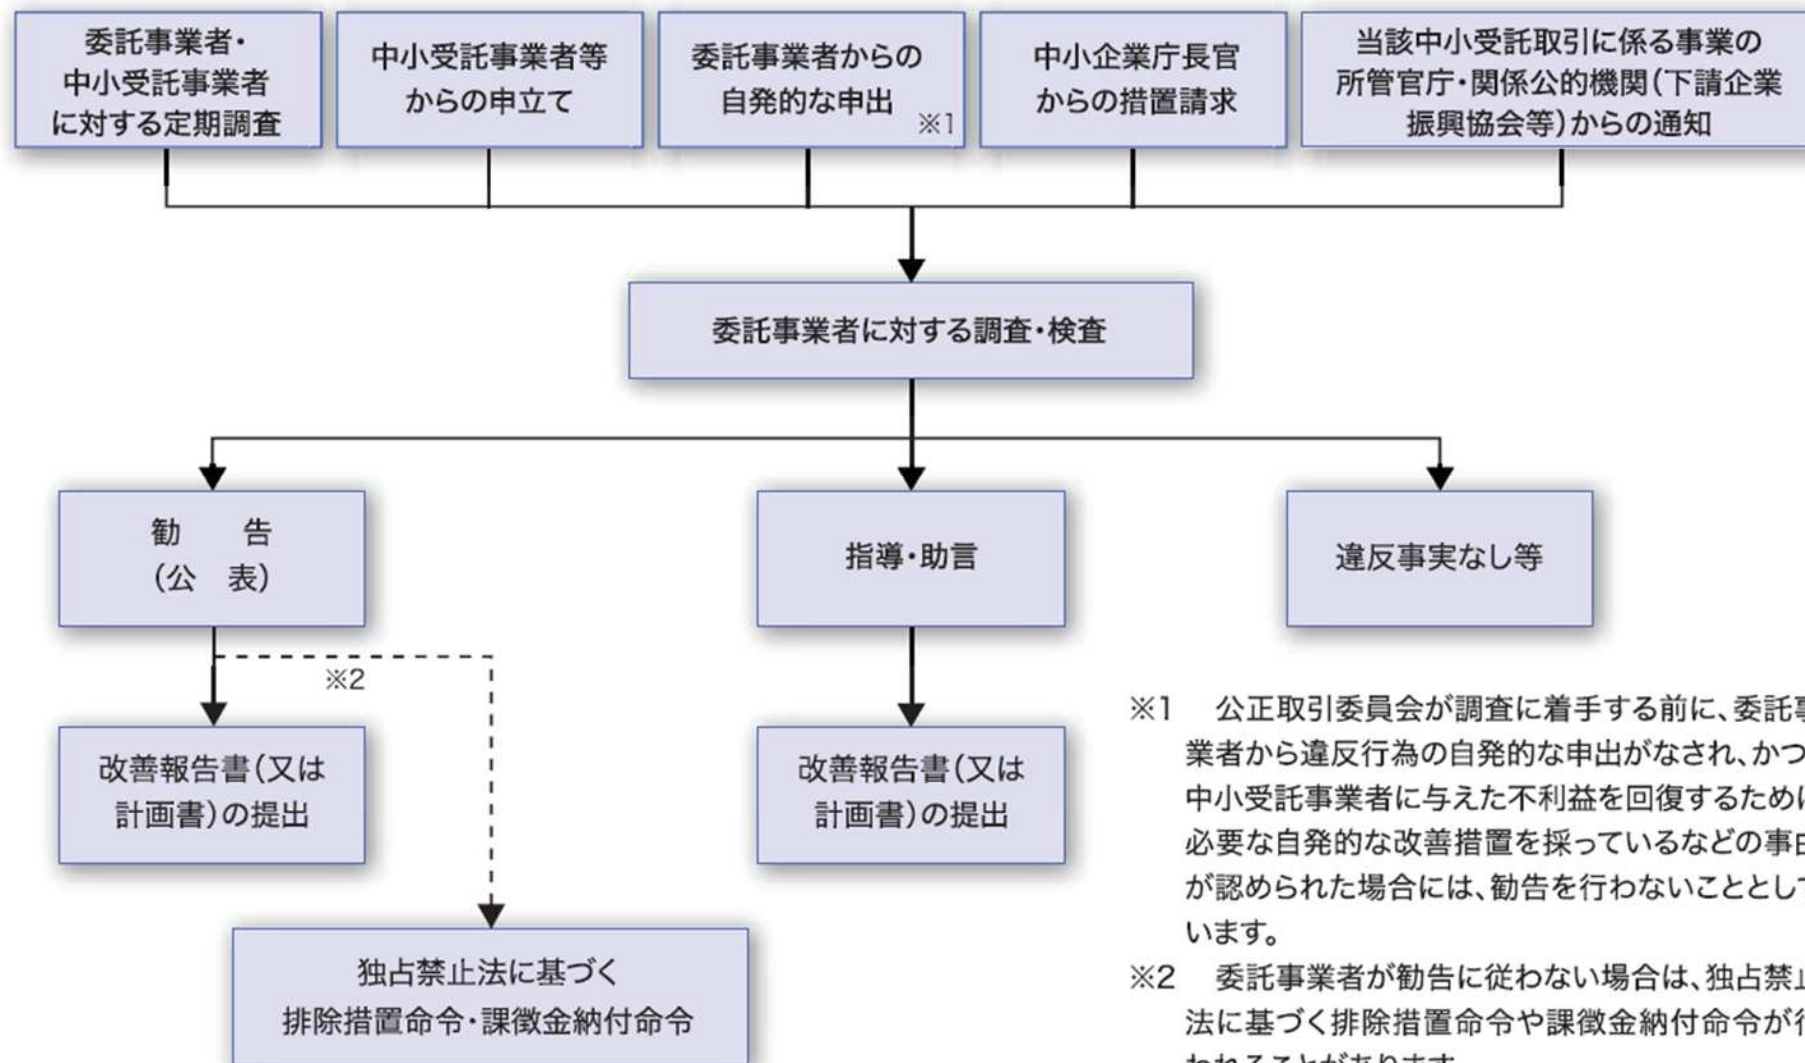 委託事業者・
中小受託事業者
に対する定期調査
中小受託事業者等
からの申立て
委託事業者からの
自発的な申出
※1
中小企業庁長官
からの措置請求
当該中小受託取引に係る事業の
所管官庁・関係公的機関(下請企業
振興協会等)からの通知
委託事業者に対する調査・検査
勧　告
(公　表)
指導・助言
違反事実なし等
※2
改善報告書(又は
計画書)の提出
改善報告書(又は
計画書)の提出
独占禁止法に基づく
排除措置命令・課徴金納付命令
※1　公正取引委員会が調査に着手する前に、委託事
業者から違反行為の自発的な申出がなされ、かつ
中小受託事業者に与えた不利益を回復するために
必要な自発的な改善措置を採っているなどの事由
が認められた場合には、勧告を行わないこととして
います。
※2　委託事業者が勧告に従わない場合は、独占禁止
法に基づく排除措置命令や課徴金納付命令が行
われることがあります。